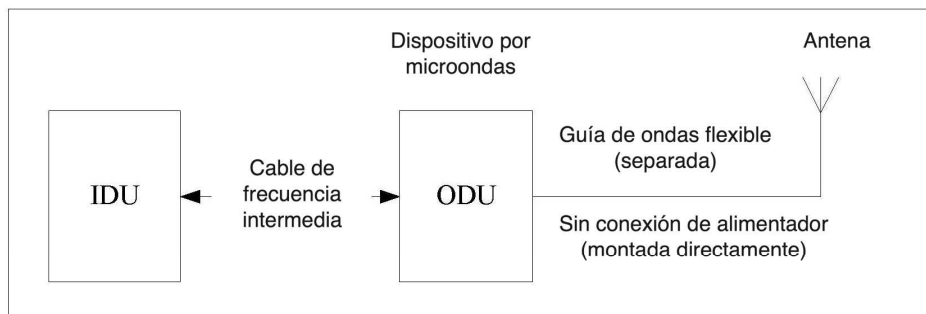 Dispositivo por
microondas
Antena
IDU
Cable de
frecuencia
intermedia
ODU
Guía de ondas flexible
(separada)
Sin conexión de alimentador
(montada directamente)